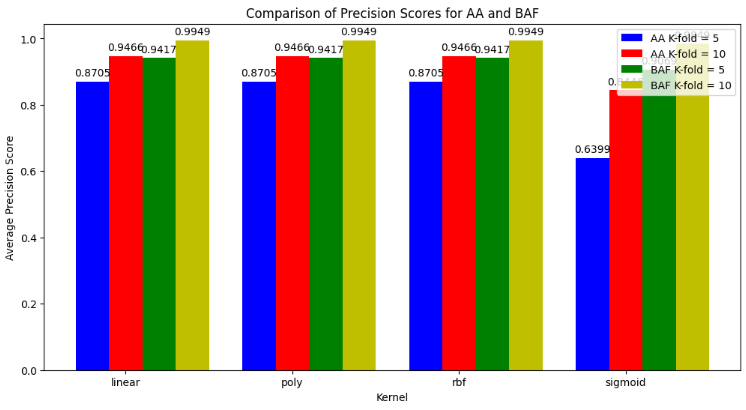 Comparison of Precision Scores for AA and BAF
Average Precision Score
1.0
0.8
0.6
0.4
0.2
0.0
0.8705
0.9466
0.9417
0.9949
0.8705
0.9466
0.9417
0.9949
0.8705
0.9466
0.9417
0.9949
0.6399
AA K-fold = 5
AA K-fold = 10
BAF K-fold = 5
BAF K-fold = 10
linear
poly
rbf
sigmoid
Kernel